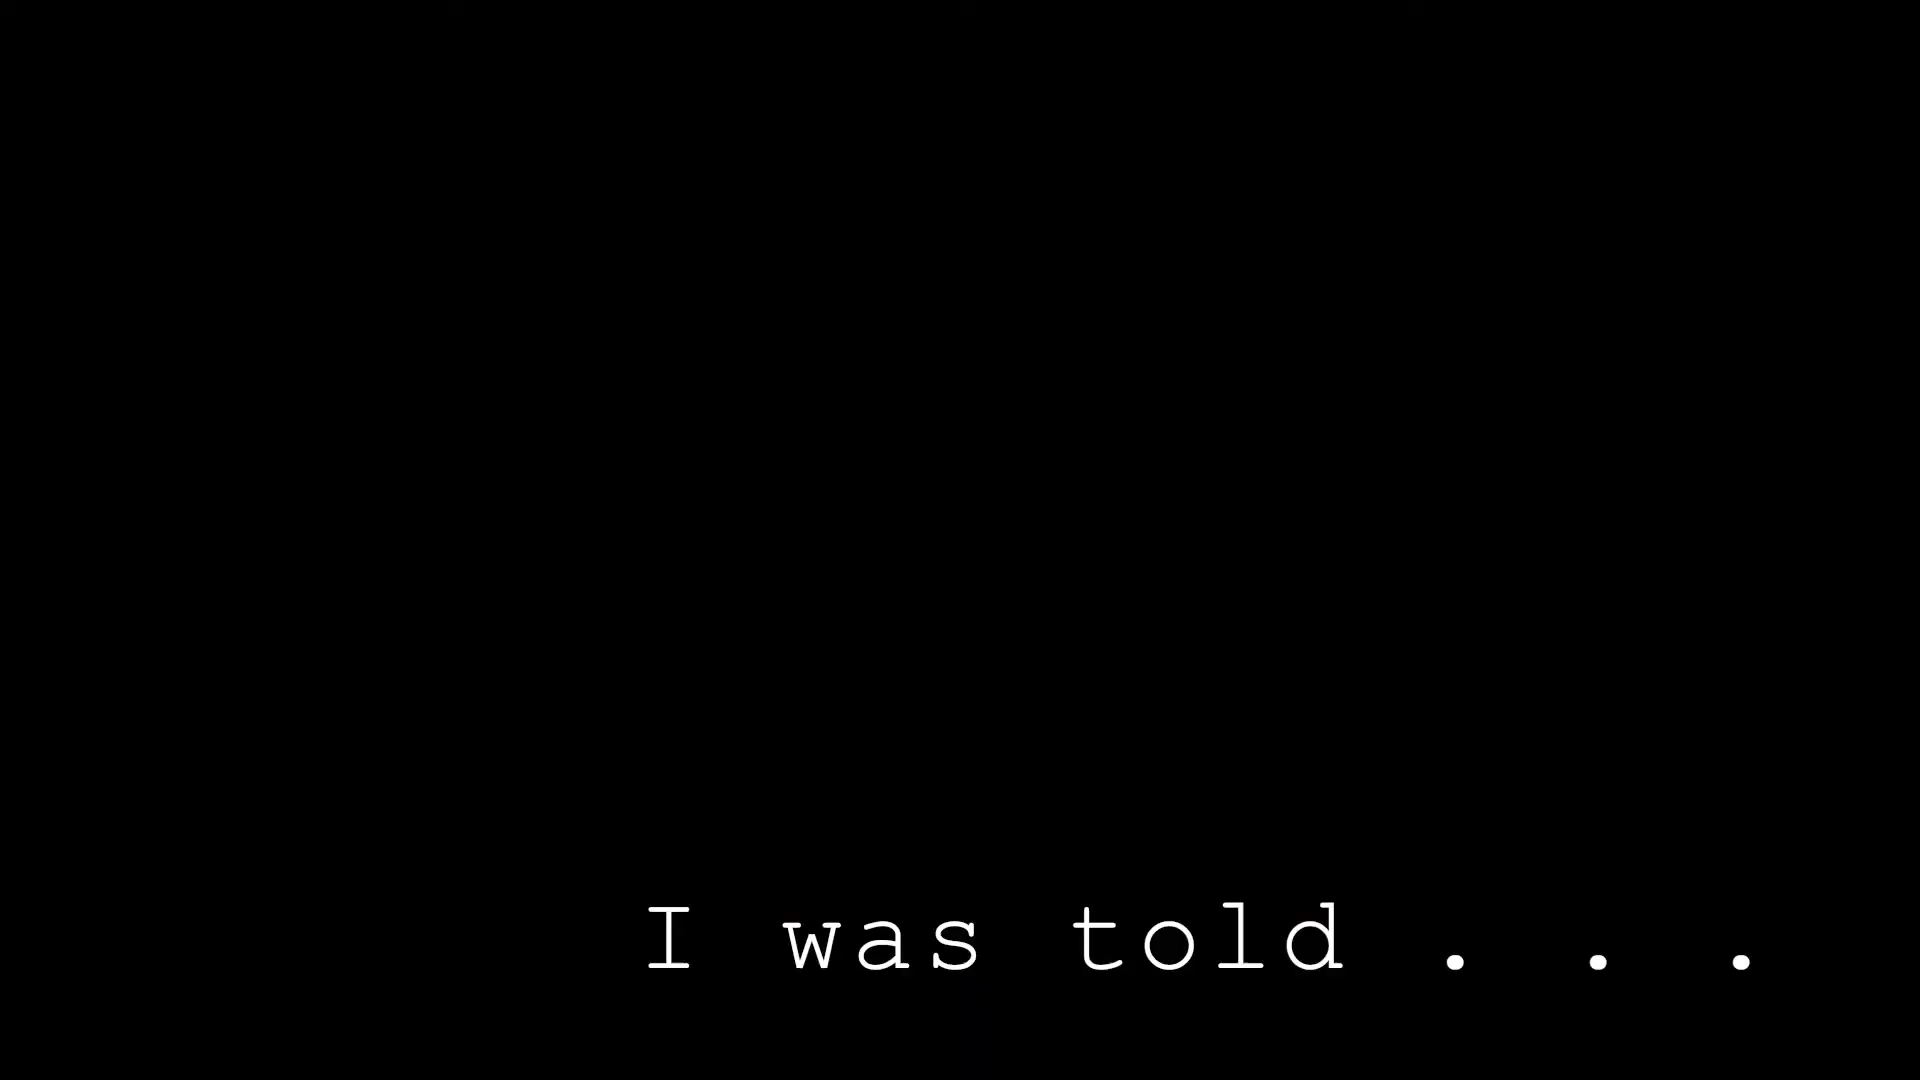 I was told . . .